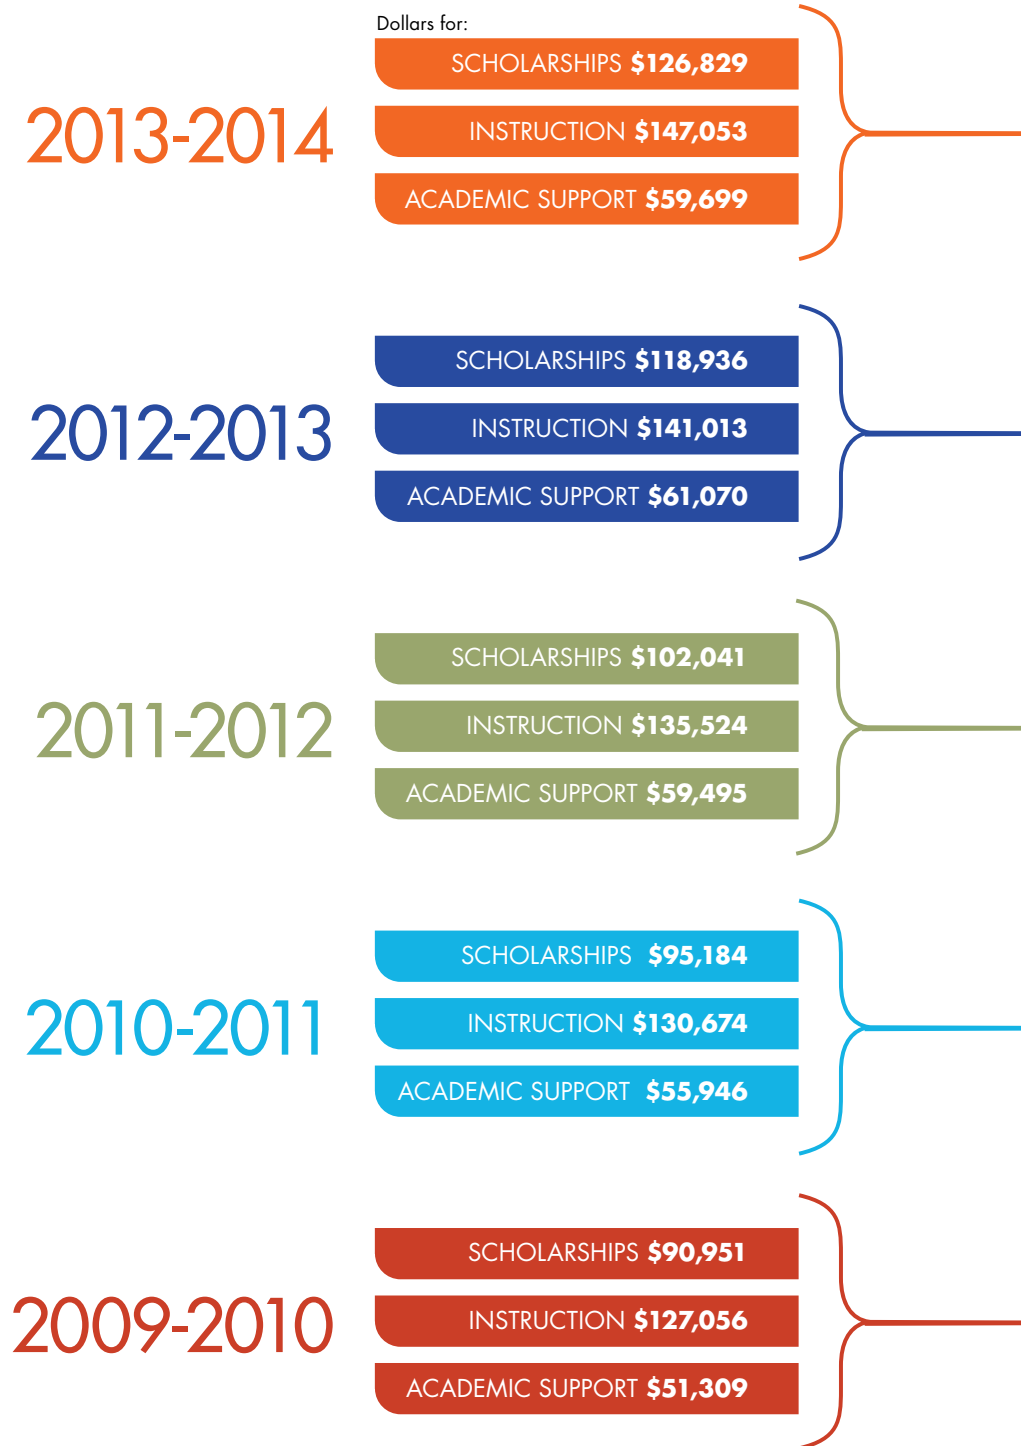 Dollars for:
SCHOLARSHIPS $126,829
2013-2014
INSTRUCTION $147,053
ACADEMIC SUPPORT $59,699
SCHOLARSHIPS $118,936
2012-2013
INSTRUCTION $141,013
ACADEMIC SUPPORT $61,070
SCHOLARSHIPS $102,041
2011-2012
INSTRUCTION $135,524
ACADEMIC SUPPORT $59,495
SCHOLARSHIPS $95,184
2010-2011
INSTRUCTION $130,674
ACADEMIC SUPPORT $55,946
SCHOLARSHIPS $90,951
2009-2010
INSTRUCTION $127,056
ACADEMIC SUPPORT $51,309